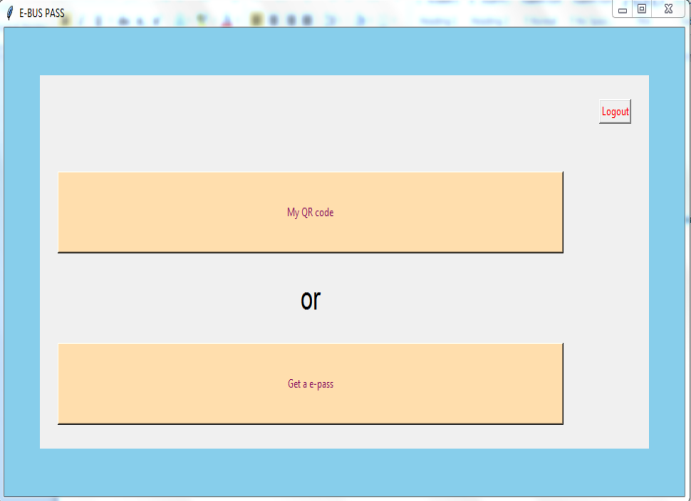 E-BUS PASS
Logout
My QR code
or
Get a e-pass